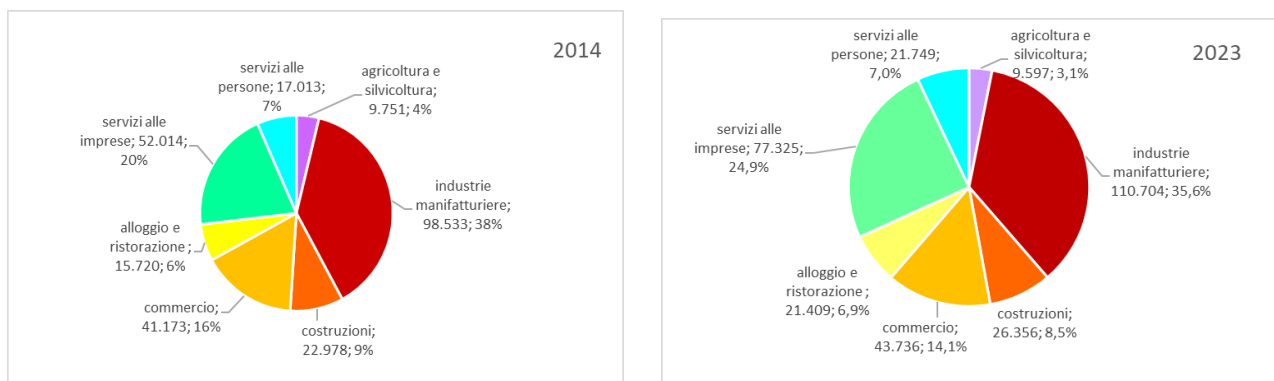 2014
servizi alle
persone; 17.013;
7%
agricoltura e
silvicoltura;
9.751; 4%
servizi alle
imprese; 52.014;
20%
industrie
manifatturiere;
98.533; 38%
alloggio e
ristorazione ;
15.720; 6%
commercio;
41.173; 16%
costruzioni;
22.978; 9%
2023
servizi alle
persone; 21.749;
7,0%
agricoltura e
silvicoltura;
9.597; 3,1%
servizi alle
imprese; 77.325;
24,9%
industrie
manifatturiere;
110.704; 35,6%
alloggio e
ristorazione ;
21.409; 6,9%
commercio;
43.736; 14,1%
costruzioni;
26.356; 8,5%